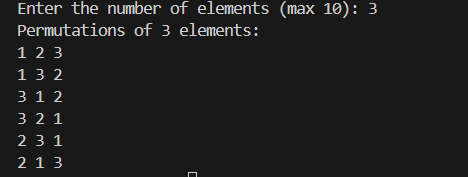 Enter the number of elements (max 10): 3
Permutations of 3 elements:
1 2 3
1 3 2
3 1 2
3 2 1
2 3 1
2 1 3